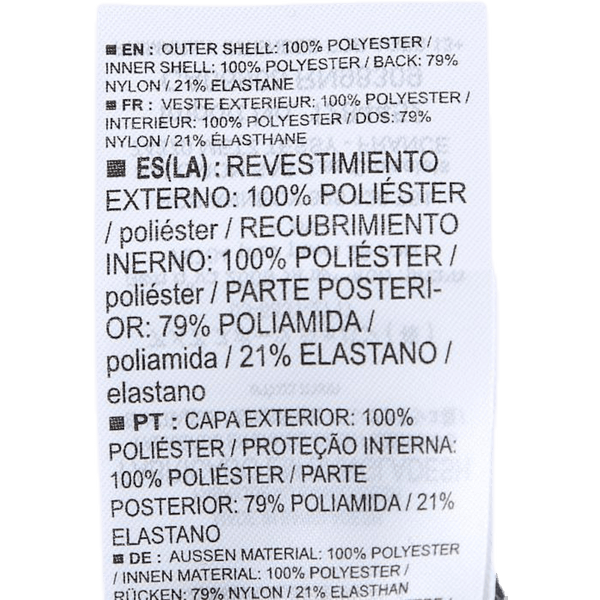 EN : OUTER SHELL: 100% POLYESTER /
INNER SHELL: 100% POLYESTER / BACK: 79%
NYLON / 21% ELASTANE
FR : VESTE EXTERIEUR: 100% POLYESTER /
INTERIEUR: 100% POLYESTER / DOS: 79%
NYLON / 21% ÉLASTHANE
ES(LA) : REVESTIMIENTO
EXTERNO: 100% POLIÉSTER
/ poliéster / RECUBRIMIENTO
INERNO: 100% POLIÉSTER /
poliéster / PARTE POSTERI-
OR: 79% POLIAMIDA /
poliamida / 21% ELASTANO /
elastano
PT : CAPA EXTERIOR: 100%
POLIÉSTER / PROTEÇÃO INTERNA:
100% POLIÉSTER / PARTE
POSTERIOR: 79% POLIAMIDA / 21%
ELASTANO
DE : AUSSEN MATERIAL: 100% POLYESTER
/ INNEN MATERIAL: 100% POLYESTER /
RÜCKEN: 79% NYLON / 21% ELASTHAN